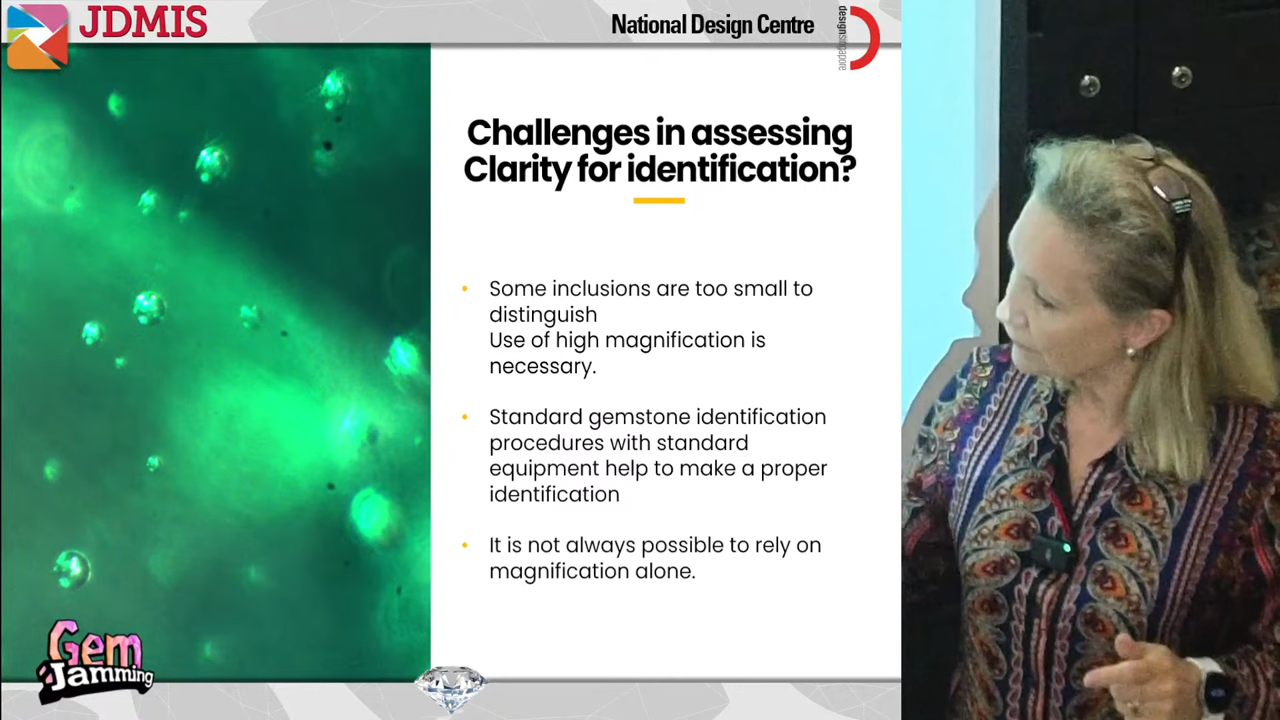 JDMIS
National Design Centre
designsingapore
Challenges in assessing
Clarity for identification?
• Some inclusions are too small to
distinguish
Use of high magnification is
necessary.
• Standard gemstone identification
procedures with standard
equipment help to make a proper
identification
• It is not always possible to rely on
magnification alone.
Gem
Jamming